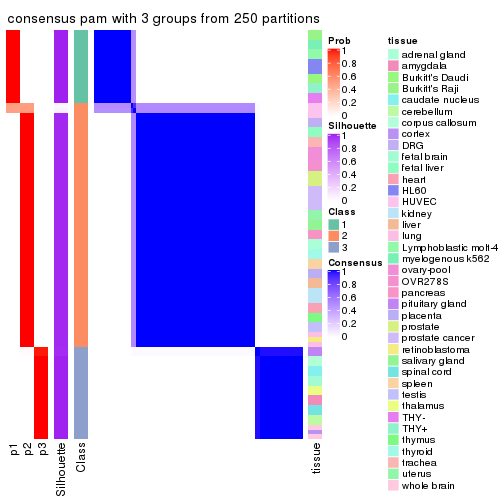 consensus pam with 3 groups from 250 partitions
Prob
1
0.8
0.6
0.4
0.2
0
Silhouette
1
0.8
0.6
0.4
0.2
0
Class
1
2
3
Consensus
1
0.8
0.6
0.4
0.2
0
tissue
adrenal gland
amygdala
Burkitt's Daudi
Burkitt's Raji
caudate nucleus
cerebellum
corpus callosum
cortex
DRG
fetal brain
fetal liver
heart
HL60
HUVEC
kidney
liver
lung
Lymphoblastic molt-4
myelogenous k562
ovary-pool
OVR278S
pancreas
pituitary gland
placenta
prostate
prostate cancer
retinoblastoma
salivary gland
spinal cord
spleen
testis
thalamus
THY-
THY+
thymus
thyroid
trachea
uterus
whole brain
p1
p2
p3
Silhouette
Class
tissue